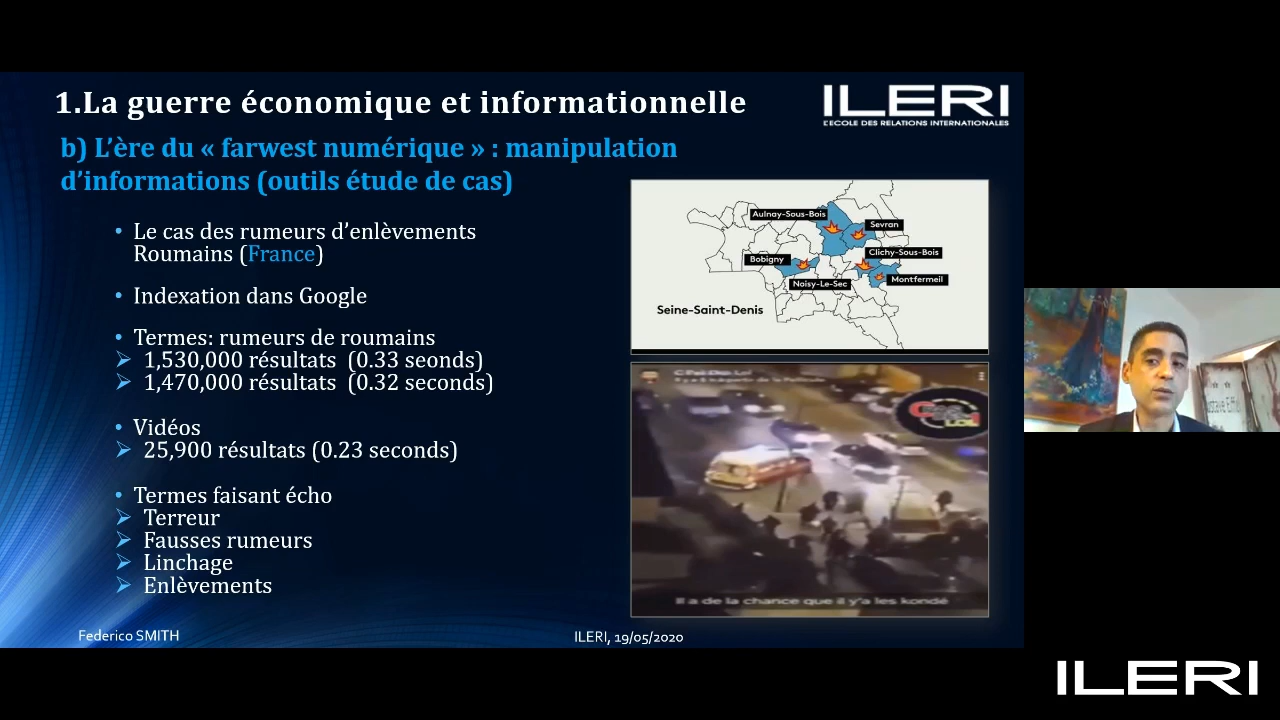 1.La guerre économique et informationnelle
ILERI
L'ECOLE DES RELATIONS INTERNATIONALES
b) L'ère du « farwest numérique » : manipulation
d'informations (outils étude de cas)
• Le cas des rumeurs d'enlèvements
Roumains (France)
• Indexation dans Google
• Termes: rumeurs de roumains
➢ 1,530,000 résultats (0.33 seonds)
➢ 1,470,000 résultats (0.32 seconds)
• Vidéos
➢ 25,900 résultats (0.23 seconds)
• Termes faisant écho
➢ Terreur
➢ Fausses rumeurs
➢ Linchage
➢ Enlèvements
Aulnay-Sous-Bois
Sevran
Clichy-Sous-Bois
Bobigny
Montfermeil
Noisy-Le-Sec
Seine-Saint-Denis
Il a de la chance que il y'a les kondé
Federico SMITH
ILERI, 19/05/2020
ILERI